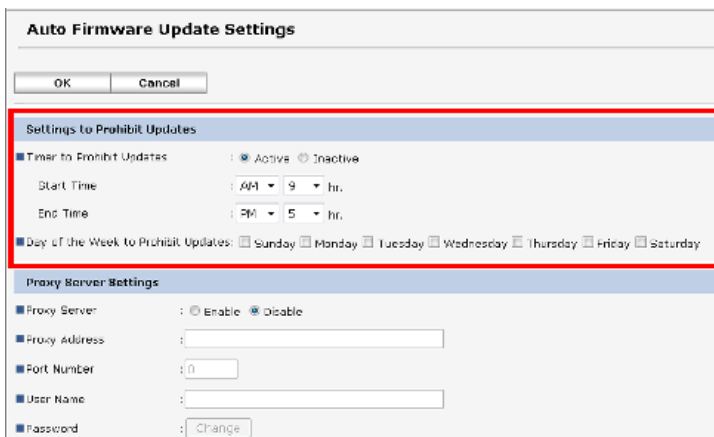 Auto Firmware Update Settings
OK Cancel
Settings to Prohibit Updates
Timer to Prohibit Updates : Active Inactive
Start Time : AM 9 hr.
End Time : PM 5 hr.
Day of the Week to Prohibit Updates: Sunday Monday Tuesday Wednesday Thursday Friday Saturday
Proxy Server Settings
Proxy Server : Enable Disable
Proxy Address :
Port Number : 0
User Name :
Password : Change